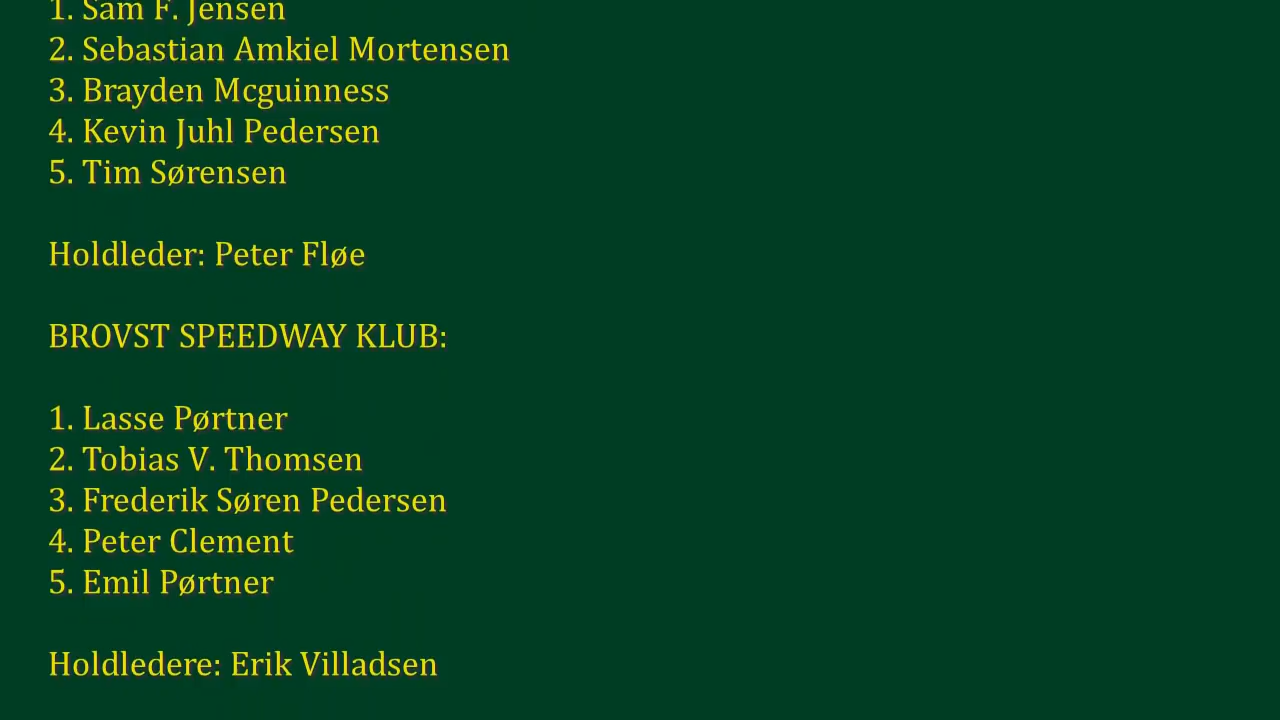 1. Sam F. Jensen
2. Sebastian Amkiel Mortensen
3. Brayden Mcguinness
4. Kevin Juhl Pedersen
5. Tim Sørensen
Holdleder: Peter Fløe
BROVST SPEEDWAY KLUB:
1. Lasse Pørtner
2. Tobias V. Thomsen
3. Frederik Søren Pedersen
4. Peter Clement
5. Emil Pørtner
Holdledere: Erik Villadsen